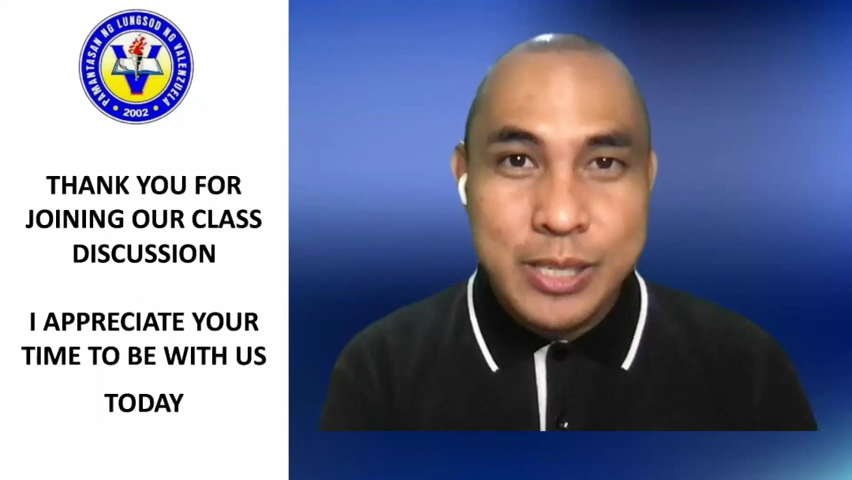 PAMANTASAN NG LUNGSOD NG VALENZUELA
V
2002
THANK YOU FOR
JOINING OUR CLASS
DISCUSSION
I APPRECIATE YOUR
TIME TO BE WITH US
TODAY